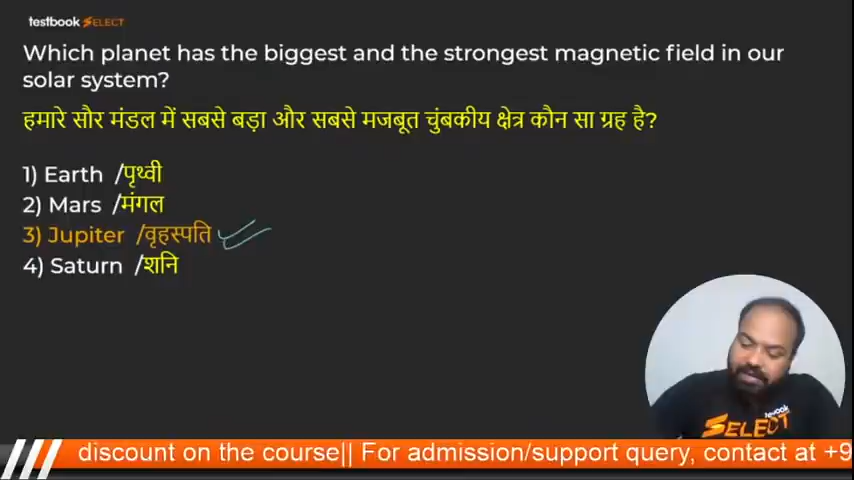 testbook SELECT
Which planet has the biggest and the strongest magnetic field in our
solar system?
हमारे सौर मंडल में सबसे बड़ा और सबसे मजबूत चुंबकीय क्षेत्र कौन सा ग्रह है?
1) Earth /पृथ्वी
2) Mars /मंगल
3) Jupiter /वृहस्पति
4) Saturn /शनि
testbook
SELECT
discount on the course|| For admission/support query, contact at +9